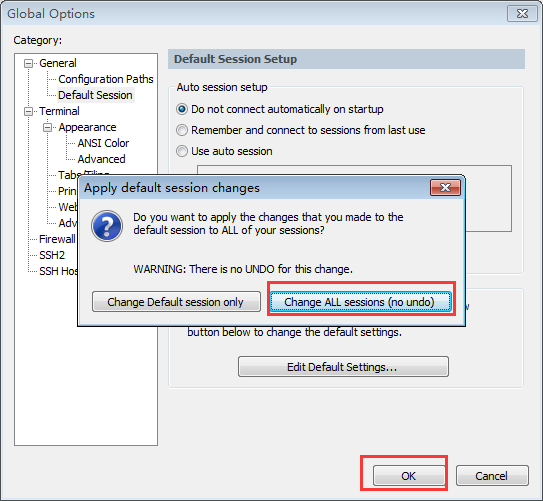 Global Options
Category:
General
Configuration Paths
Default Session
Terminal
Appearance
ANSI Color
Advanced
Tabs/Tiling
Prin
Web
Adv
Firewall
SSH2
SSH Hos
Default Session Setup
Auto session setup
Do not connect automatically on startup
Remember and connect to sessions from last use
Use auto session
Apply default session changes
Do you want to apply the changes that you made to the
default session to ALL of your sessions?
WARNING: There is no UNDO for this change.
Change Default session only
Change ALL sessions (no undo)
button below to change the default settings.
Edit Default Settings...
OK
Cancel